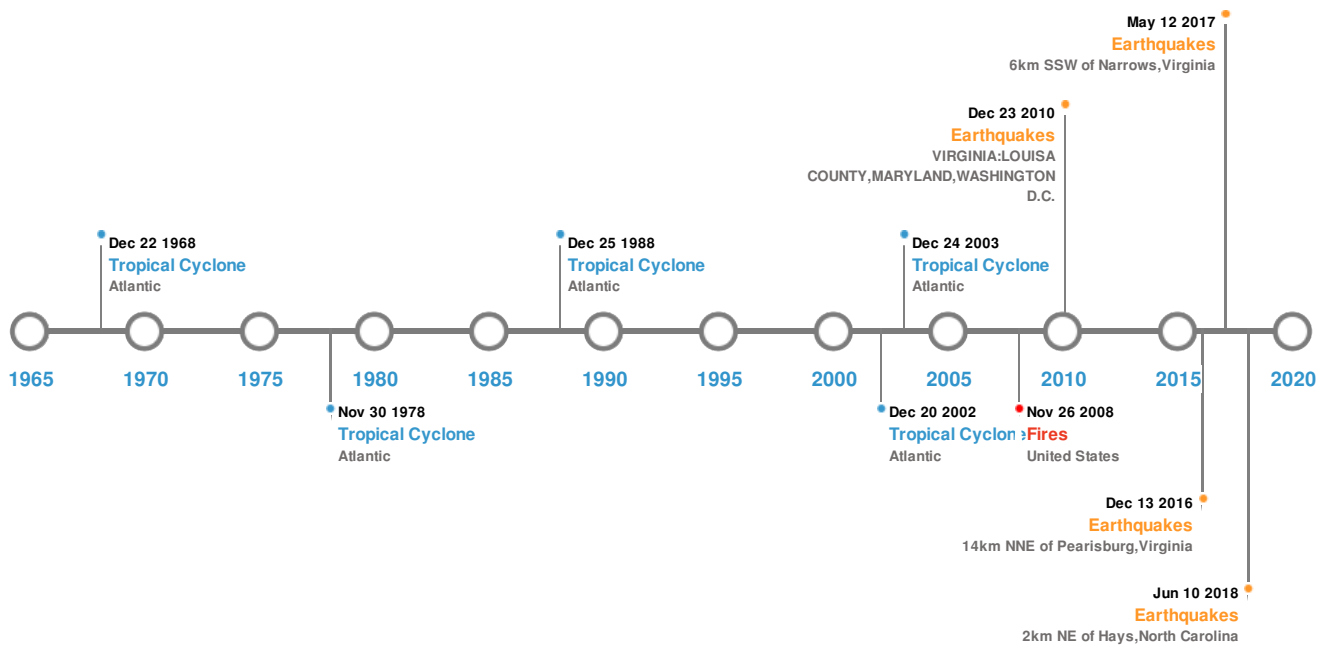 May 12 2017
Earthquakes
6km SSW of Narrows,Virginia
Dec 23 2010
Earthquakes
VIRGINIA:LOUISA
COUNTY,MARYLAND,WASHINGTON
D.C.
Dec 22 1968
Tropical Cyclone
Atlantic
Dec 25 1988
Tropical Cyclone
Atlantic
Dec 24 2003
Tropical Cyclone
Atlantic
1965 1970 1975 1980 1985 1990 1995 2000 2005 2010 2015 2020
Nov 30 1978
Tropical Cyclone
Atlantic
Dec 20 2002
Tropical Cyclone
Atlantic
Nov 26 2008
Fires
United States
Dec 13 2016
Earthquakes
14km NNE of Pearisburg,Virginia
Jun 10 2018
Earthquakes
2km NE of Hays,North Carolina